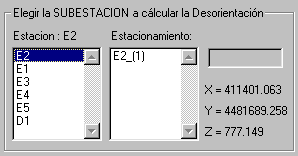 Elegir la SUBESTACION a cálcular la Desorientación
Estacion : E2
Estacionamiento:
E2
E1
E3
E4
E5
D1
E2_(1)
X = 411401.063
Y = 4481689.258
Z = 777.149